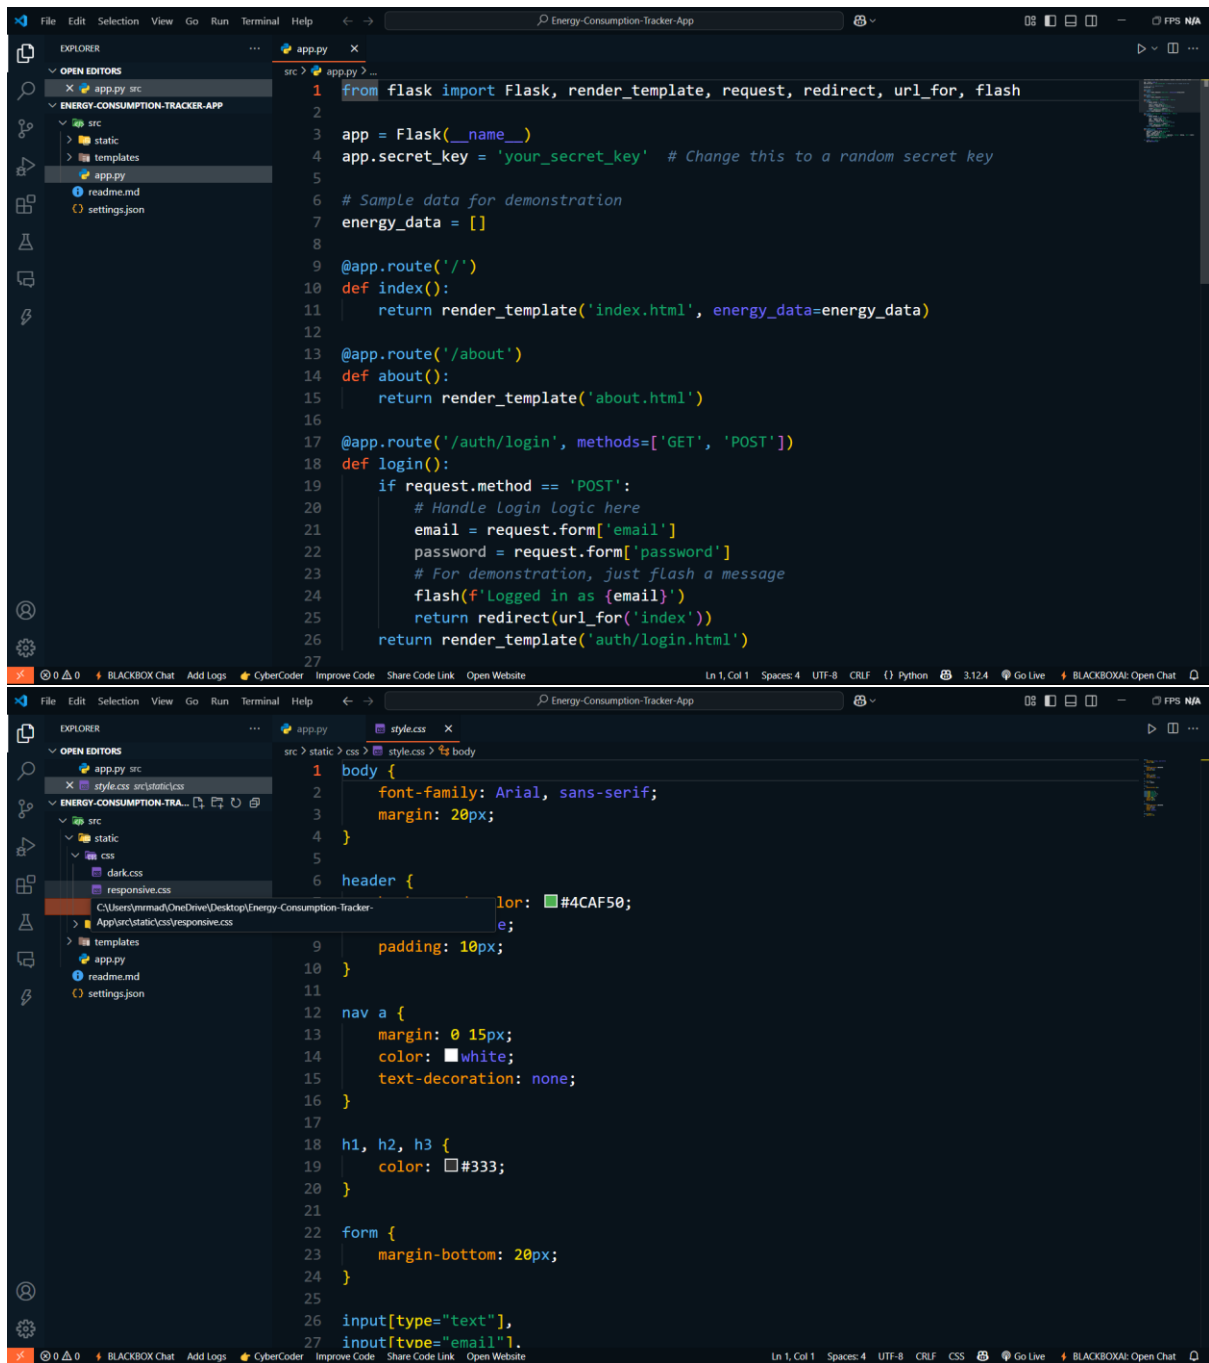 File Edit Selection View Go Run Terminal Help
Energy-Consumption-Tracker-App
FPS N/A
EXPLORER
OPEN EDITORS
app.py src
ENERGY-CONSUMPTION-TRACKER-APP
src
static
templates
app.py
readme.md
settings.json
app.py
src > app.py > ...
1 from flask import Flask, render_template, request, redirect, url_for, flash
2
3 app = Flask(__name__)
4 app.secret_key = 'your_secret_key' # Change this to a random secret key
5
6 # Sample data for demonstration
7 energy_data = []
8
9 @app.route('/')
10 def index():
11 return render_template('index.html', energy_data=energy_data)
12
13 @app.route('/about')
14 def about():
15 return render_template('about.html')
16
17 @app.route('/auth/login', methods=['GET', 'POST'])
18 def login():
19 if request.method == 'POST':
20 # Handle login logic here
21 email = request.form['email']
22 password = request.form['password']
23 # For demonstration, just flash a message
24 flash(f'Logged in as {email}')
25 return redirect(url_for('index'))
26 return render_template('auth/login.html')
27
0 0 BLACKBOX Chat Add Logs CyberCoder Improve Code Share Code Link Open Website Ln 1, Col 1 Spaces: 4 UTF-8 CRLF {} Python 3.12.4 Go Live BLACKBOXAI: Open Chat
File Edit Selection View Go Run Terminal Help
Energy-Consumption-Tracker-App
FPS N/A
EXPLORER
OPEN EDITORS
app.py src
style.css src\static\css
ENERGY-CONSUMPTION-TRA...
src
static
css
dark.css
responsive.css
C:\Users\mrmad\OneDrive\Desktop\Energy-Consumption-Tracker-
App\src\static\css\responsive.css
templates
app.py
readme.md
settings.json
app.py style.css
src > static > css > style.css > body
1 body {
2 font-family: Arial, sans-serif;
3 margin: 20px;
4 }
5
6 header {
lor: #4CAF50;
e;
9 padding: 10px;
10 }
11
12 nav a {
13 margin: 0 15px;
14 color: white;
15 text-decoration: none;
16 }
17
18 h1, h2, h3 {
19 color: #333;
20 }
21
22 form {
23 margin-bottom: 20px;
24 }
25
26 input[type="text"],
27 input[type="email"],
0 0 BLACKBOX Chat Add Logs CyberCoder Improve Code Share Code Link Open Website Ln 1, Col 1 Spaces: 4 UTF-8 CRLF CSS Go Live BLACKBOXAI: Open Chat